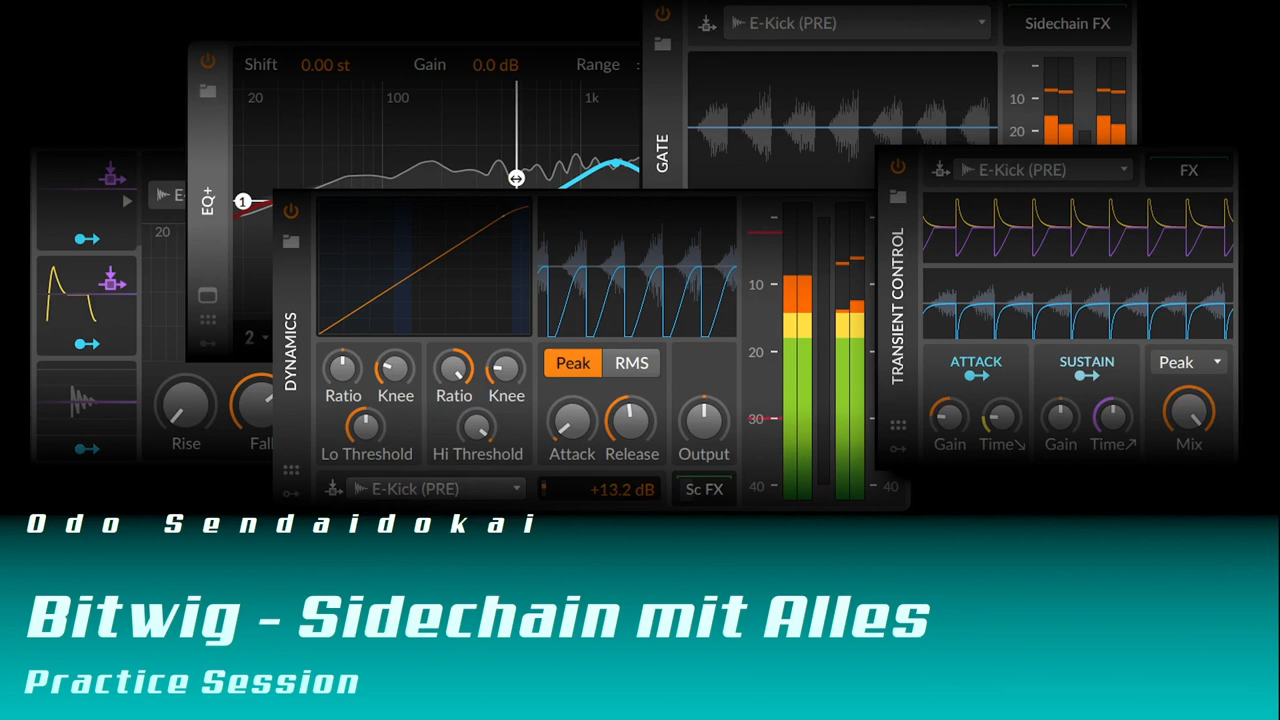 E-Kick (PRE)
Sidechain FX
Shift 0.00 st Gain 0.0 dB Range :
20 100 1k
10
20
GATE
E-Kick (PRE)
FX
E-
20
EQ+
1
2
Rise Fall
DYNAMICS
Ratio Knee
Ratio Knee
Lo Threshold
Hi Threshold
Peak RMS
Attack Release
Output
E-Kick (PRE)
+13.2 dB
Sc FX
10
20
30
40 40
TRANSIENT CONTROL
ATTACK
SUSTAIN
Peak
Gain Time
Gain Time
Mix
Odo Sendaidokai
Bitwig - Sidechain mit Alles
Practice Session